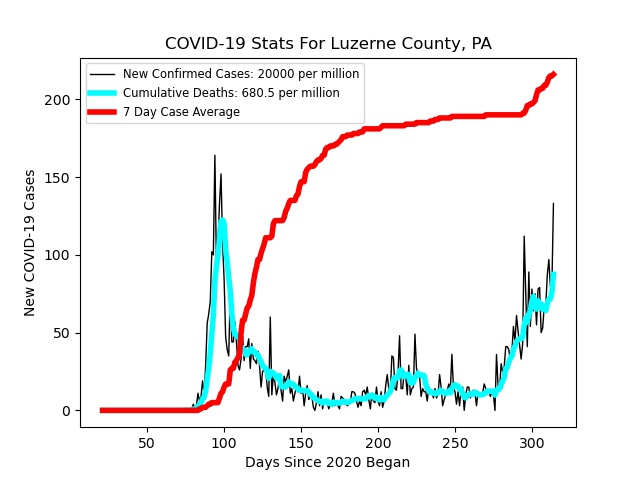 COVID-19 Stats For Luzerne County, PA
New Confirmed Cases: 20000 per million
Cumulative Deaths: 680.5 per million
7 Day Case Average
New COVID-19 Cases
200
150
100
50
0
50 100 150 200 250 300
Days Since 2020 Began